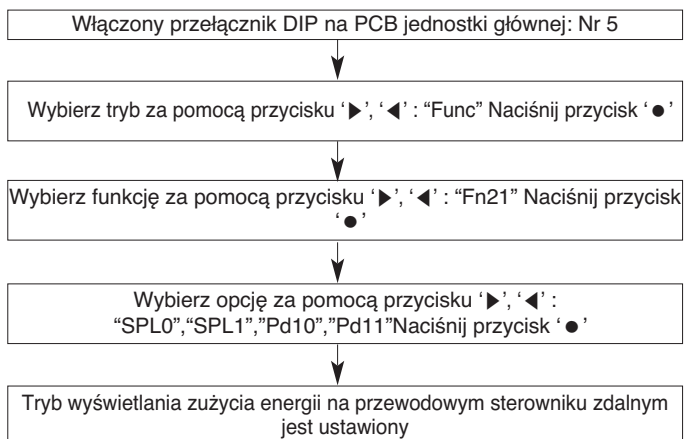 Włączony przełącznik DIP na PCB jednostki głównej: Nr 5
Wybierz tryb za pomocą przycisku ‘▶’, ‘◀’ : “Func” Naciśnij przycisk ‘●’
Wybierz funkcję za pomocą przycisku ‘▶’, ‘◀’ : “Fn21” Naciśnij przycisk
‘●’
Wybierz opcję za pomocą przycisku ‘▶’, ‘◀’ :
“SPL0”,“SPL1”,”Pd10”,”Pd11”Naciśnij przycisk ‘●’
Tryb wyświetlania zużycia energii na przewodowym sterowniku zdalnym
jest ustawiony